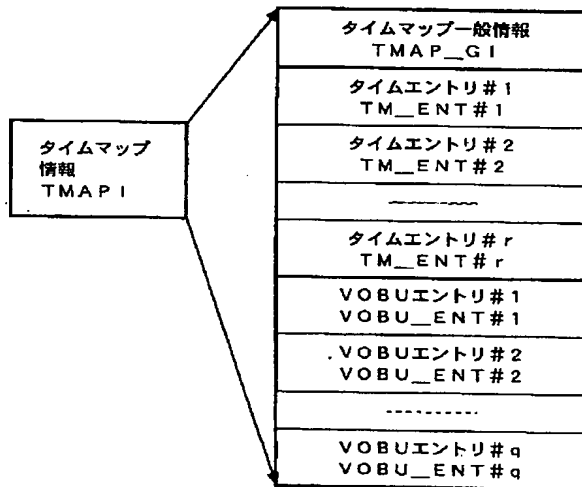 タイムマップ
情報
TMAPI
タイムマップ一般情報
TMAP_GI
タイムエントリ#1
TM_ENT#1
タイムエントリ#2
TM_ENT#2
タイムエントリ#r
TM_ENT#r
VOBUエントリ#1
VOBU_ENT#1
VOBUエントリ#2
VOBU_ENT#2
VOBUエントリ#q
VOBU_ENT#q